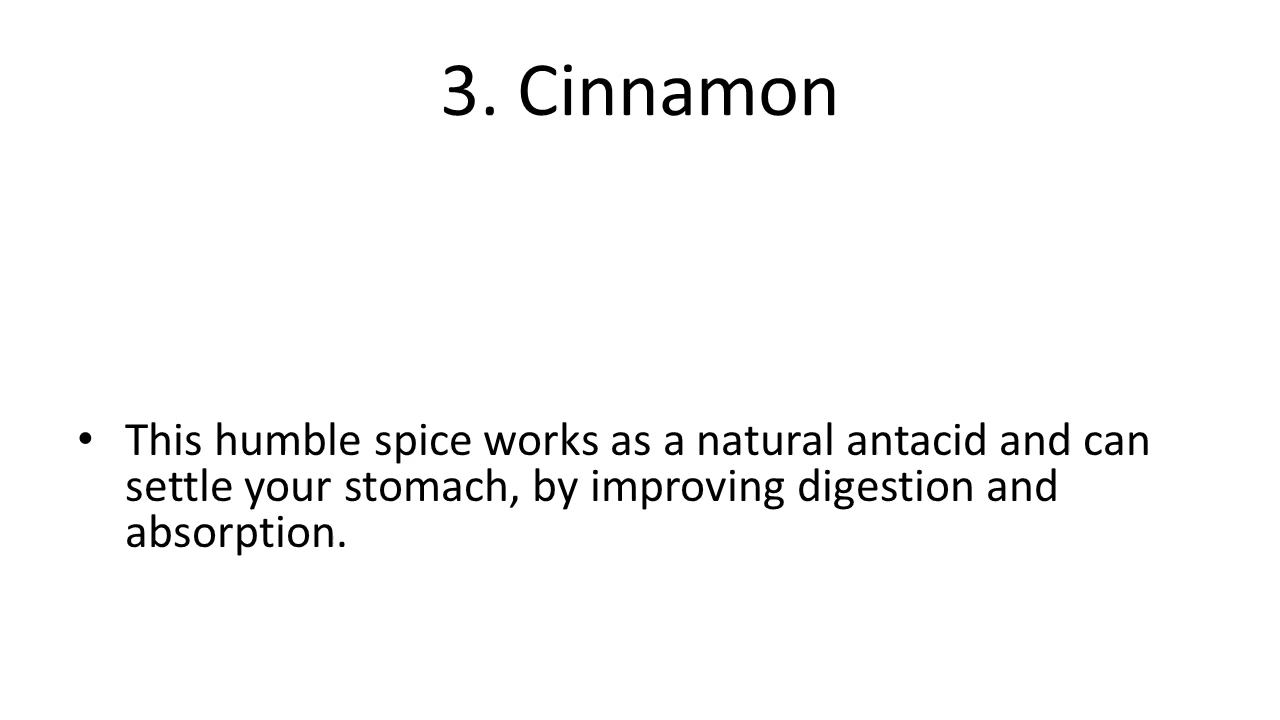 3. Cinnamon
• This humble spice works as a natural antacid and can
settle your stomach, by improving digestion and
absorption.